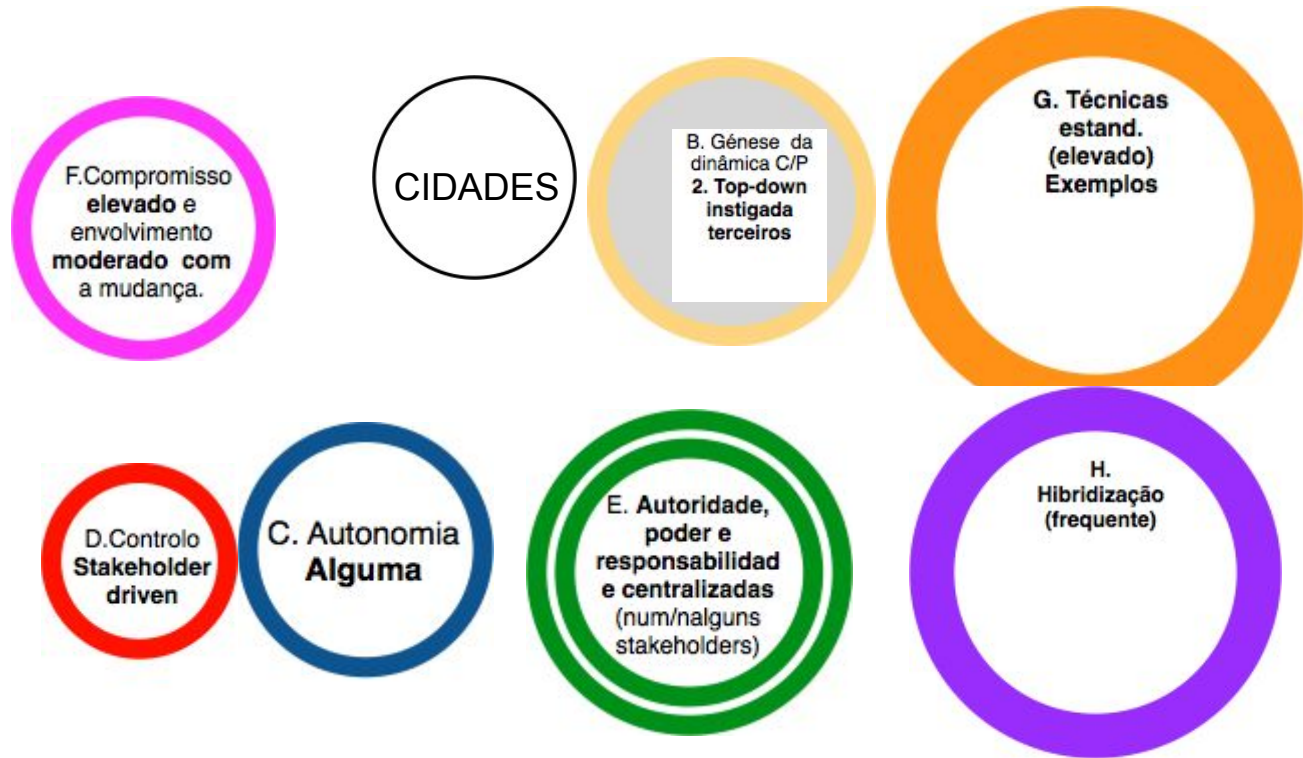 F.Compromisso
elevado e
envolvimento
moderado com
a mudança.
CIDADES
B. Génese da
dinâmica C/P
2. Top-down
instigada
terceiros
G. Técnicas
estand.
(elevado)
Exemplos
D.Controlo
Stakeholder
driven
C. Autonomia
Alguma
E. Autoridade,
poder e
responsabilidad
e centralizadas
(num/nalguns
stakeholders)
H.
Hibridização
(frequente)